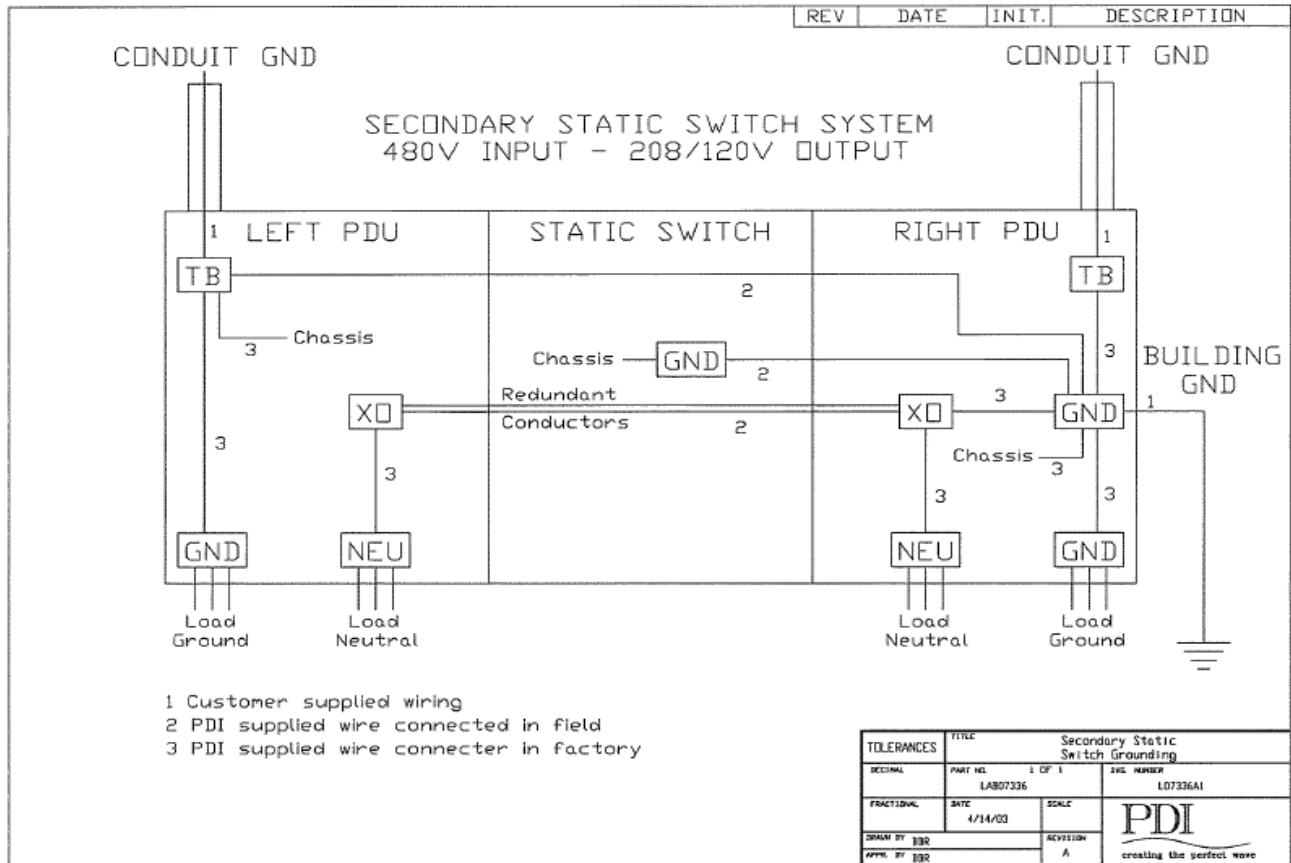 REV DATE INIT. DESCRIPTION
CONDUIT GND
CONDUIT GND
SECONDARY STATIC SWITCH SYSTEM
480V INPUT - 208/120V OUTPUT
1 LEFT PDU
STATIC SWITCH
RIGHT PDU 1
TB
TB
2
3 Chassis
Chassis GND 2
3
BUILDING
GND
Redundant
Conductors
2
XO
XO
3
GND
1
Chassis 3
3
3
3
3
GND
NEU
NEU
GND
Load
Ground
Load
Neutral
Load
Neutral
Load
Ground
1 Customer supplied wiring
2 PDI supplied wire connected in field
3 PDI supplied wire connecter in factory
TOLERANCES
TITLE
Secondary Static
Switch Grounding
DECIMAL
PART NO. 1 OF 1
LAB07336
DWG. NUMBER
L07336A1
FRACTIONAL
DATE
4/14/03
SCALE
DRAWN BY BBR
APPR. BY BBR
REVISION
A
PDI
creating the perfect wave